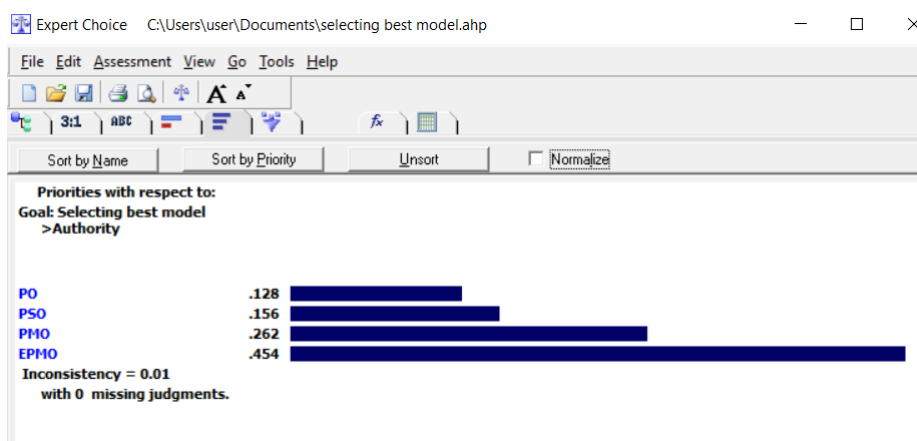 Expert Choice C:\Users\user\Documents\selecting best model.ahp
File Edit Assessment View Go Tools Help
A A
3:1 ABC fx
Sort by Name Sort by Priority Unsort Normalize
Priorities with respect to:
Goal: Selecting best model
>Authority
PO .128
PSO .156
PMO .262
EPMO .454
Inconsistency = 0.01
with 0 missing judgments.